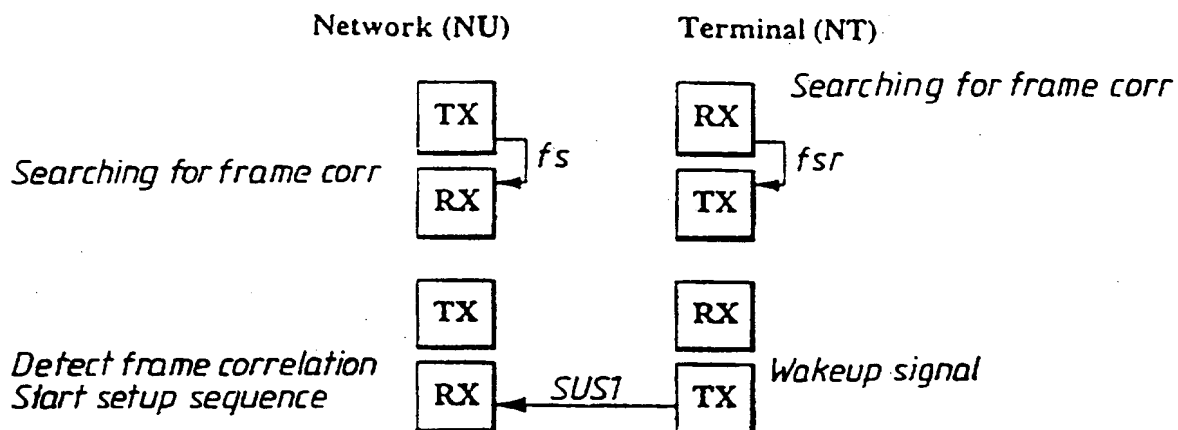 Network (NU) Terminal (NT)
Searching for frame corr
TX RX
fs fsr
Searching for frame corr
RX TX
TX RX
Detect frame correlation
Wakeup signal
Start setup sequence
RX SUS1 TX